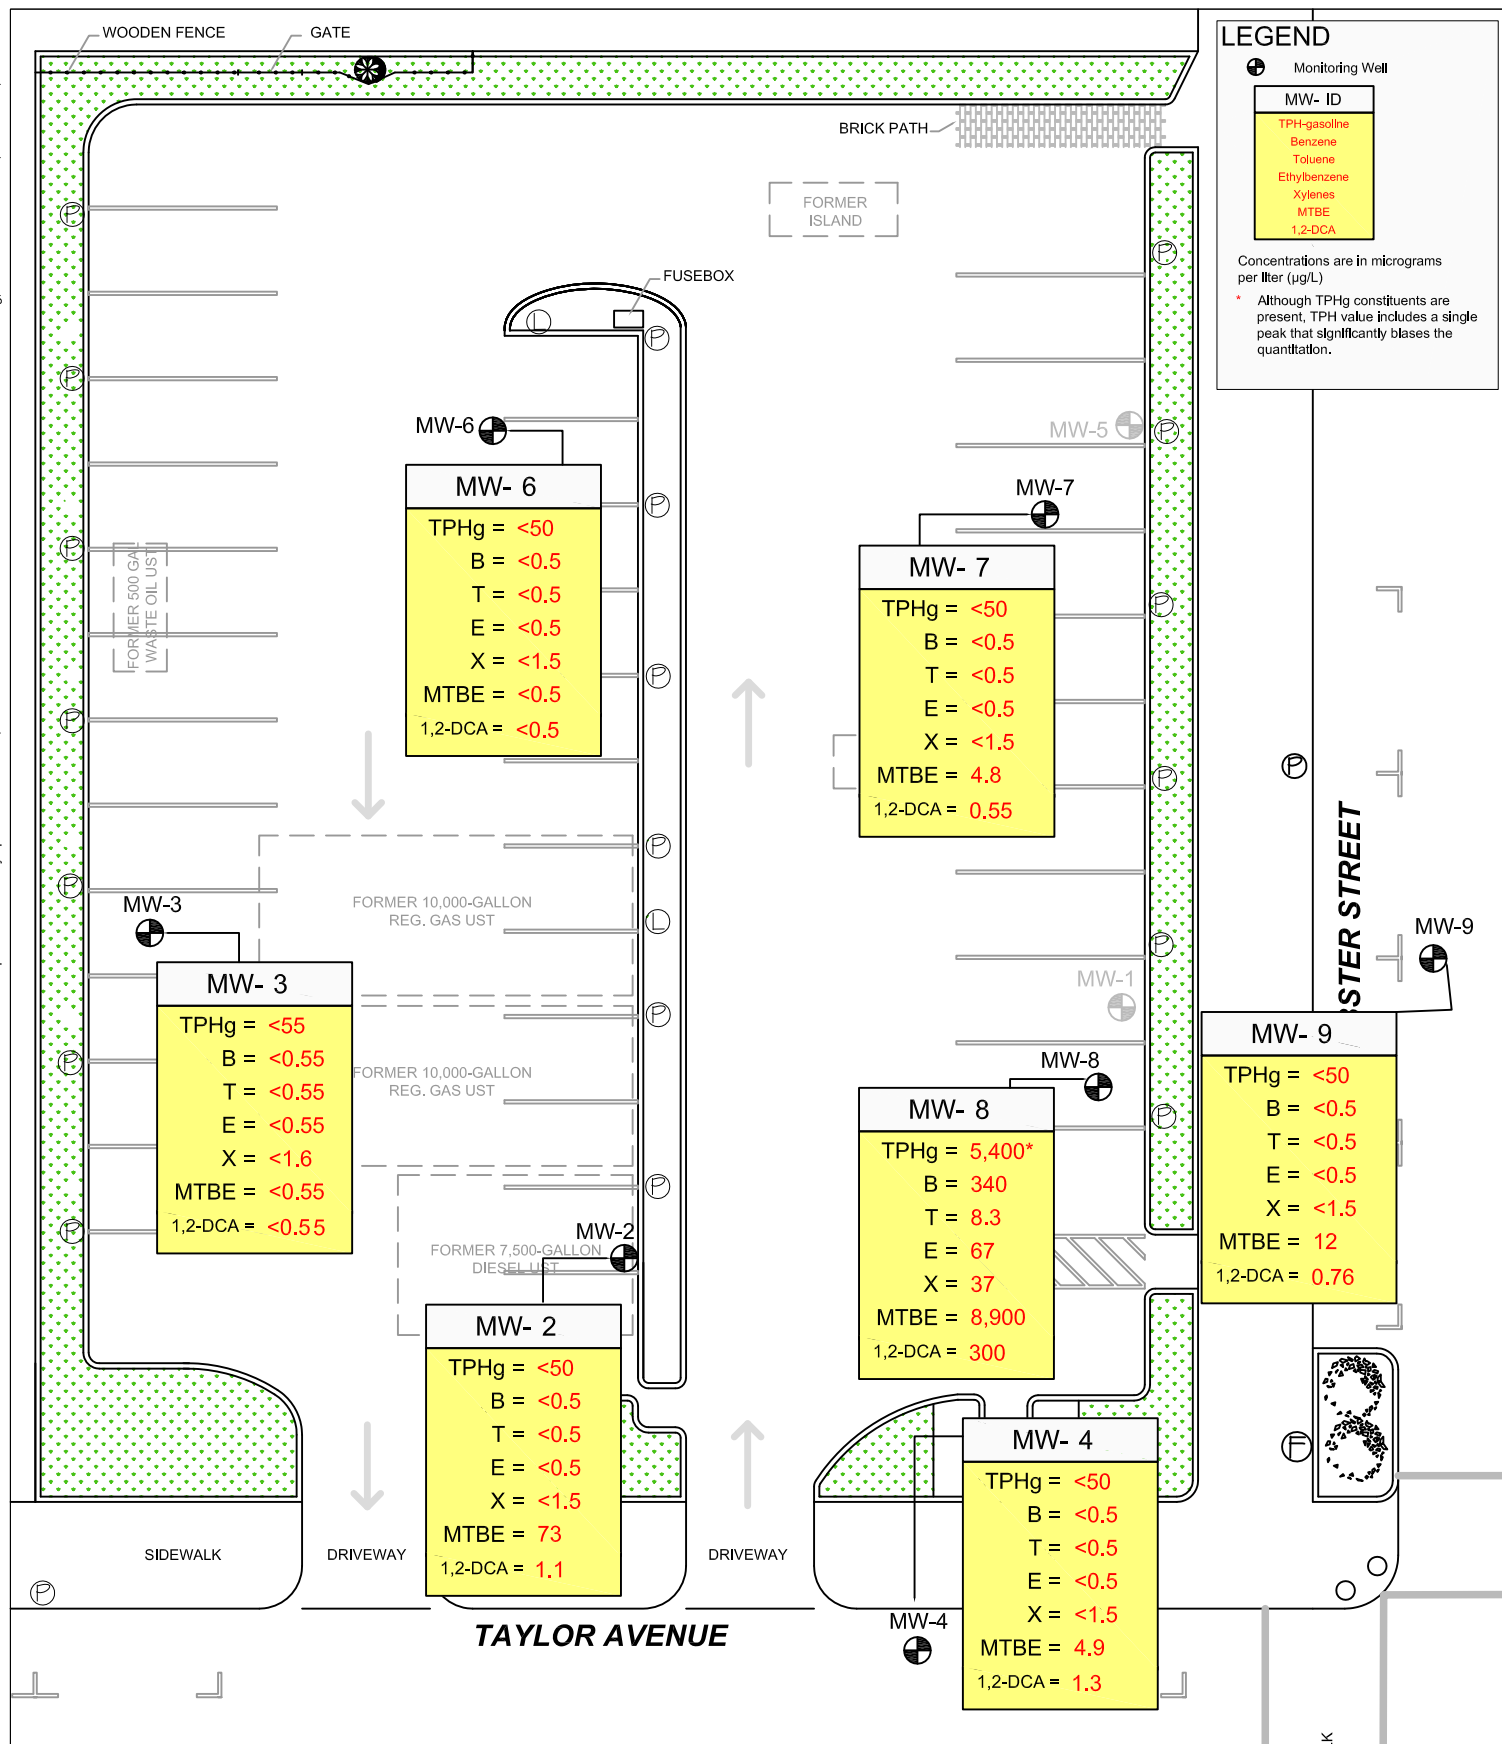 WOODEN FENCE
GATE
LEGEND
Monitoring Well
MW- ID
TPH-gasoline
Benzene
Toluene
Ethylbenzene
Xylenes
MTBE
1,2-DCA
Concentrations are in micrograms
per liter (µg/L)
* Although TPHg constituents are
present, TPH value includes a single
peak that significantly biases the
quantitation.
BRICK PATH
FORMER
ISLAND
FUSEBOX
L
P
MW-6
MW- 6
TPHg = <50
B = <0.5
T = <0.5
E = <0.5
X = <1.5
MTBE = <0.5
1,2-DCA = <0.5
MW-5
MW-7
MW- 7
TPHg = <50
B = <0.5
T = <0.5
E = <0.5
X = <1.5
MTBE = 4.8
1,2-DCA = 0.55
FORMER 500 GAL
WASTE OIL UST
FORMER 10,000-GALLON
REG. GAS UST
MW-3
MW- 3
TPHg = <55
B = <0.55
T = <0.55
E = <0.55
X = <1.6
MTBE = <0.55
1,2-DCA = <0.55
FORMER 10,000-GALLON
REG. GAS UST
MW-1
MW-8
MW- 8
TPHg = 5,400*
B = 340
T = 8.3
E = 67
X = 37
MTBE = 8,900
1,2-DCA = 300
BSTER STREET
MW-9
MW- 9
TPHg = <50
B = <0.5
T = <0.5
E = <0.5
X = <1.5
MTBE = 12
1,2-DCA = 0.76
FORMER 7,500-GALLON
DIESEL UST
MW-2
MW- 2
TPHg = <50
B = <0.5
T = <0.5
E = <0.5
X = <1.5
MTBE = 73
1,2-DCA = 1.1
MW- 4
TPHg = <50
B = <0.5
T = <0.5
E = <0.5
X = <1.5
MTBE = 4.9
1,2-DCA = 1.3
MW-4
SIDEWALK
DRIVEWAY
DRIVEWAY
TAYLOR AVENUE